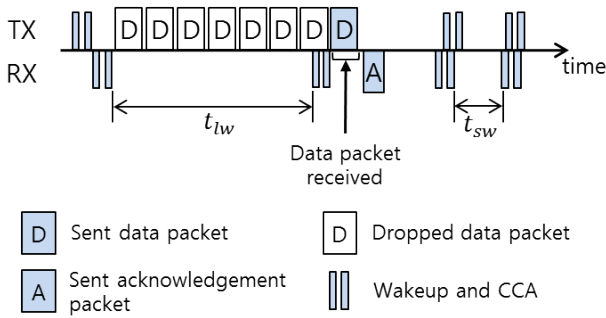 TX
D D D D D D D D
RX
A
time
t_lw
t_sw
Data packet
received
D Sent data packet
D Dropped data packet
A Sent acknowledgement
packet
Wakeup and CCA